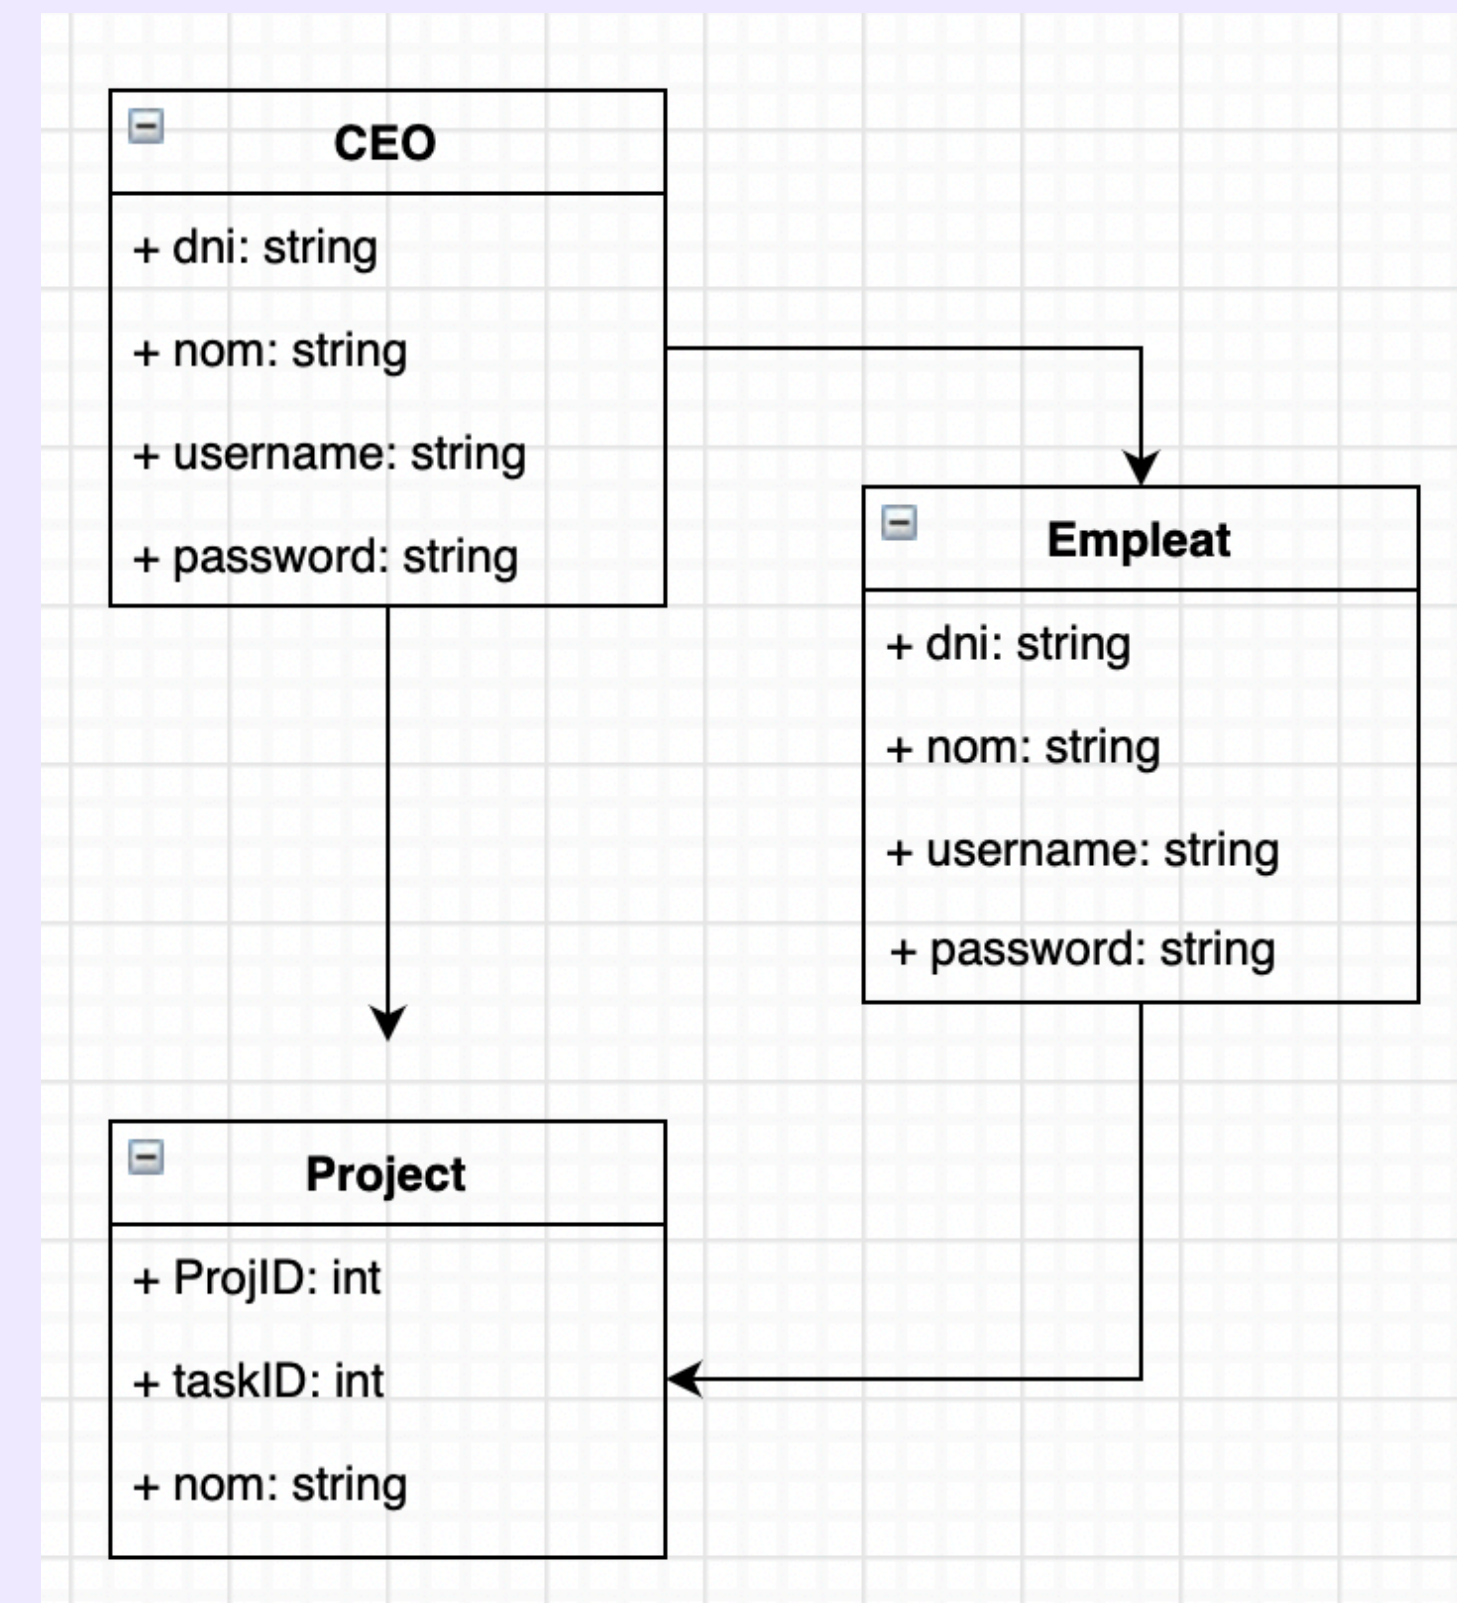 CEO
+ dni: string
+ nom: string
+ username: string
+ password: string
Empleat
+ dni: string
+ nom: string
+ username: string
+ password: string
Project
+ ProjID: int
+ taskID: int
+ nom: string